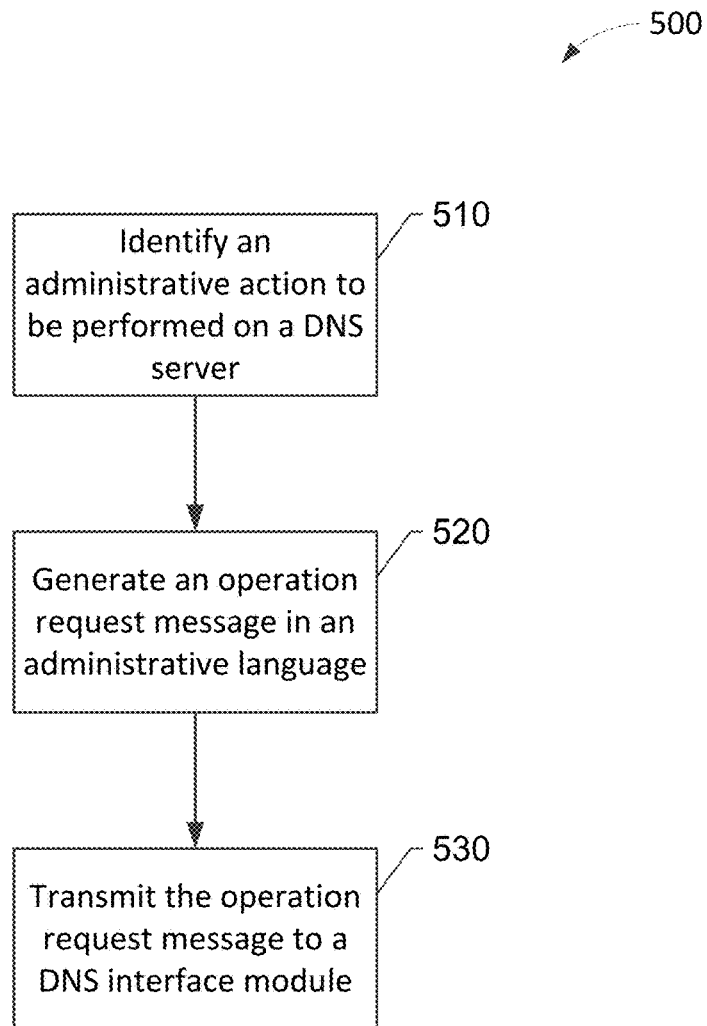 500
510
Identify an
administrative action to
be performed on a DNS
server
520
Generate an operation
request message in an
administrative language
530
Transmit the operation
request message to a
DNS interface module